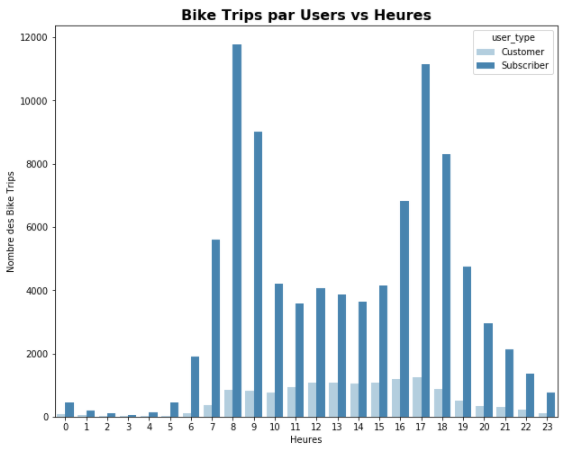 Bike Trips par Users vs Heures
user_type
Customer
Subscriber
12000
10000
8000
6000
4000
2000
0
Nombre des Bike Trips
0 1 2 3 4 5 6 7 8 9 10 11 12 13 14 15 16 17 18 19 20 21 22 23
Heures